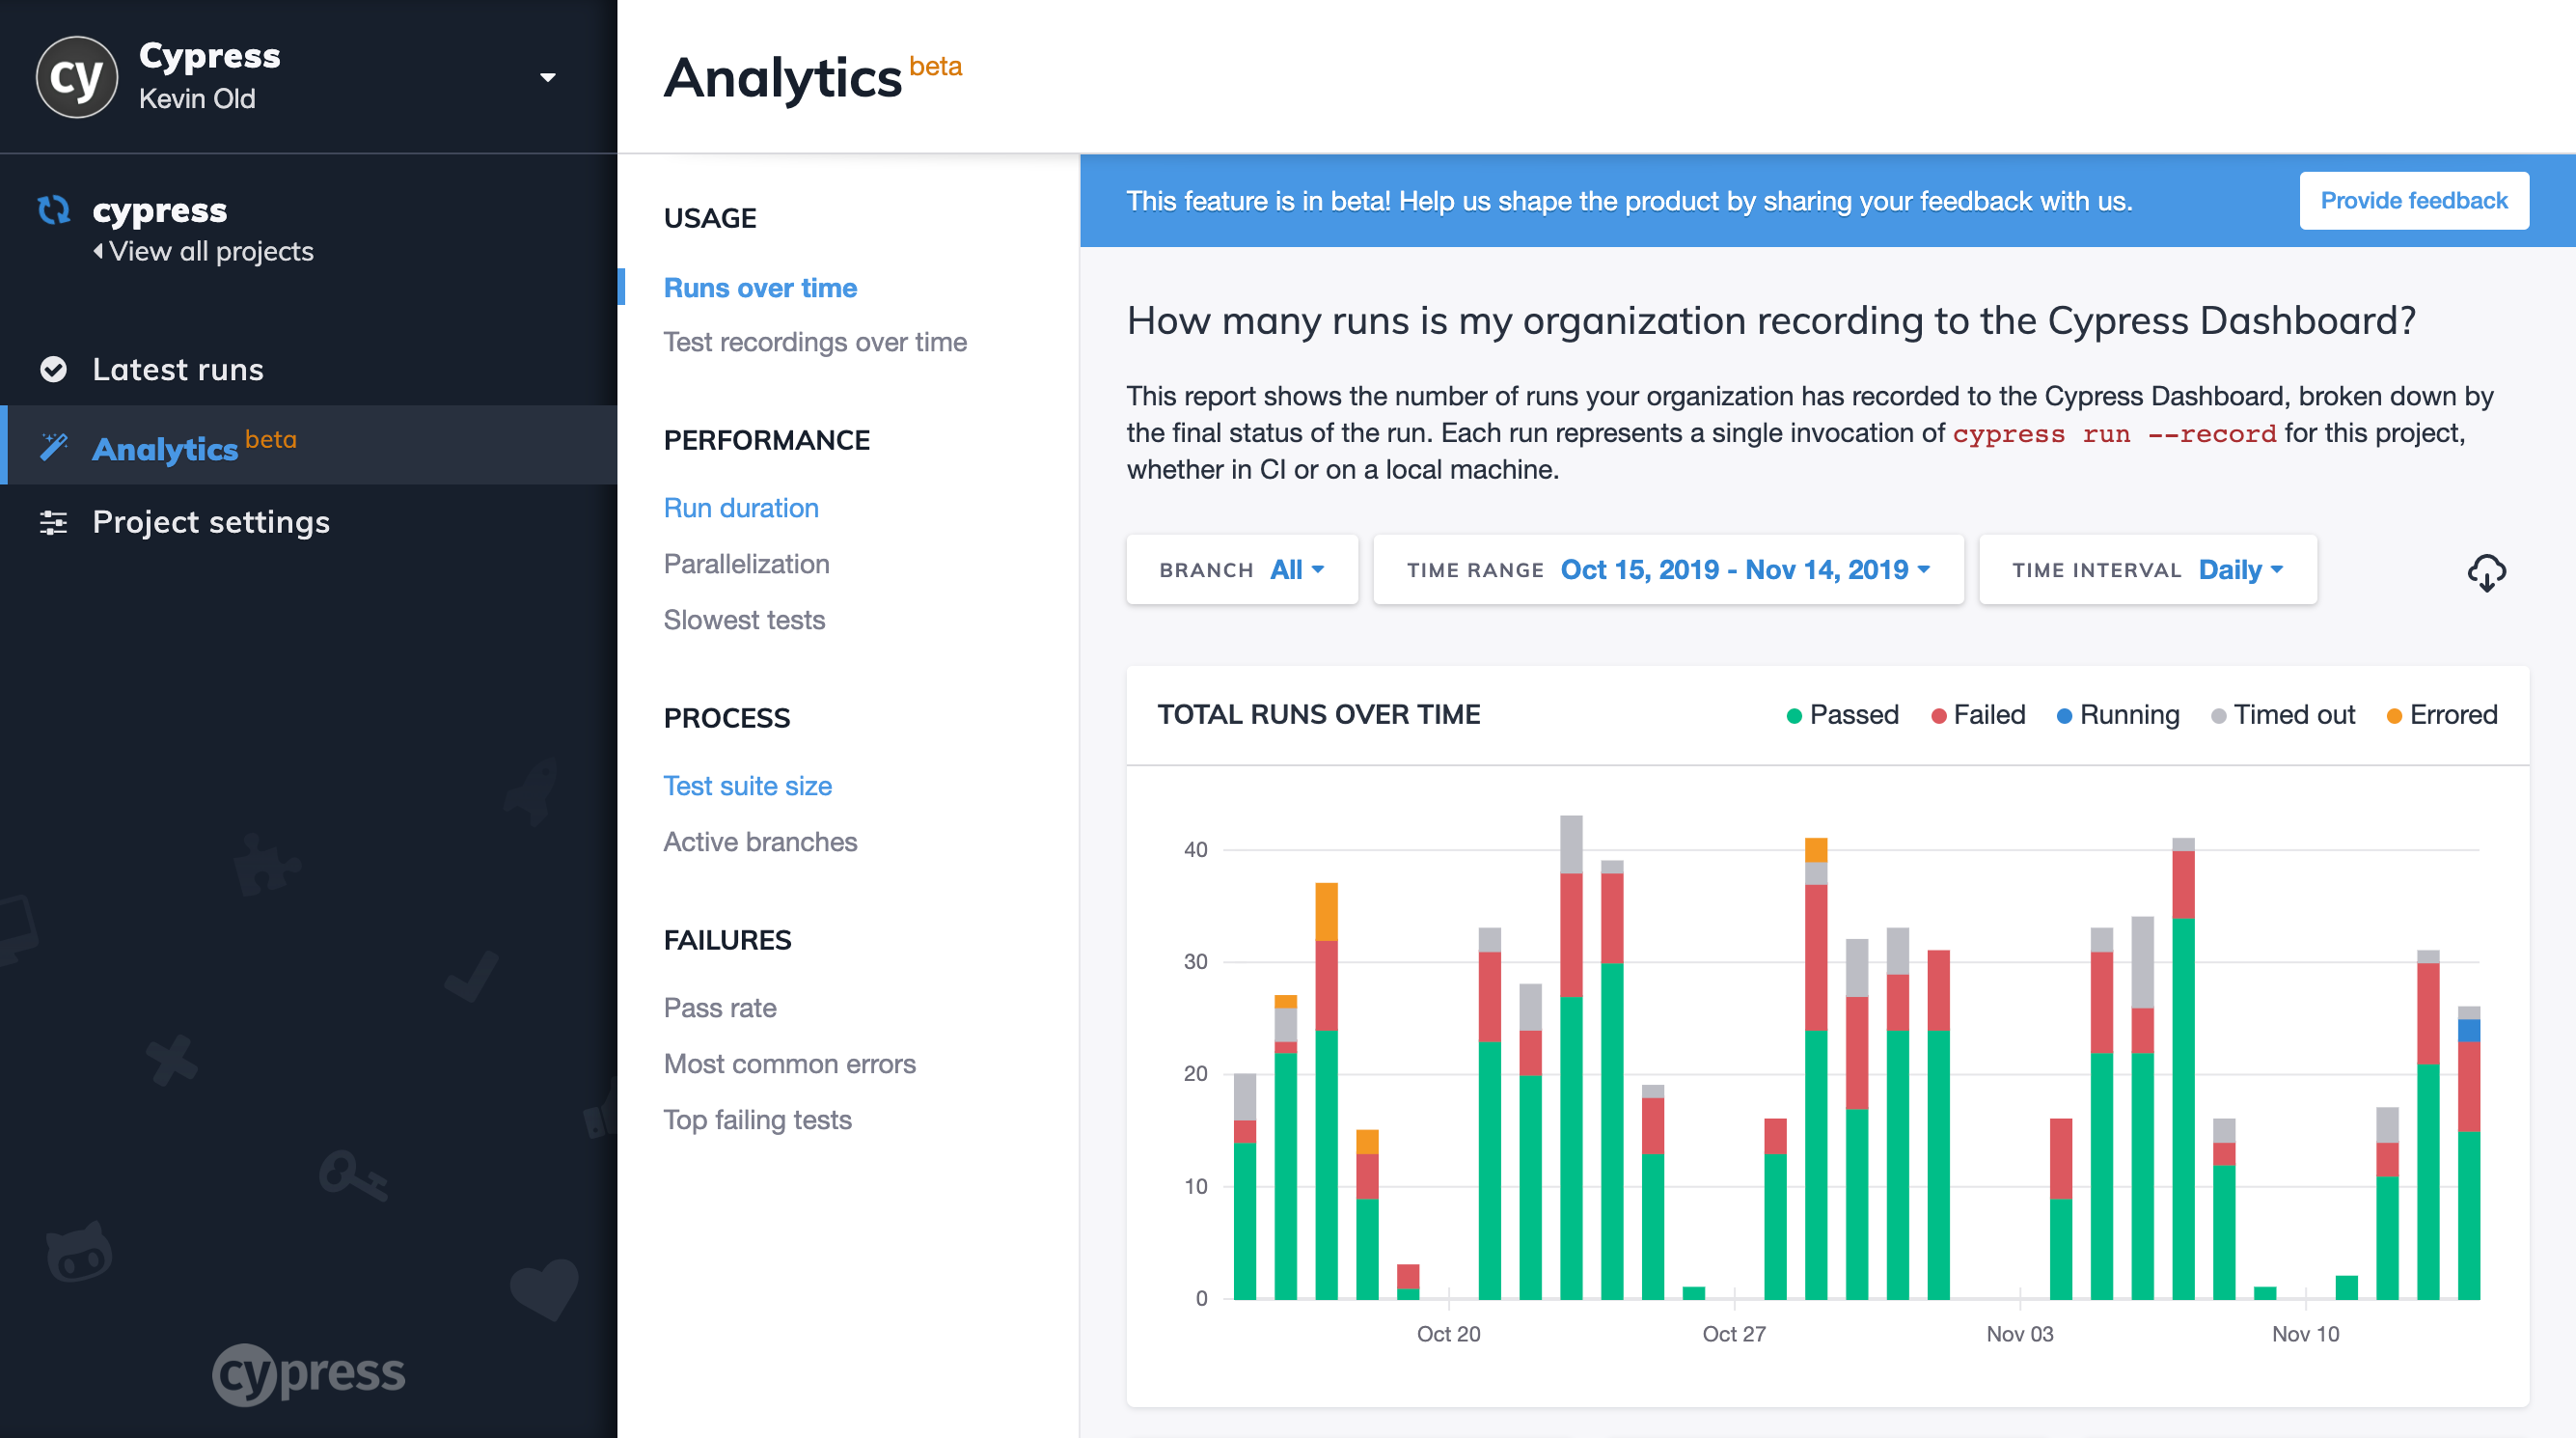 cy
Cypress
Kevin Old
cypress
View all projects
Latest runs
Analytics beta
Project settings
cypress
Analytics beta
USAGE
Runs over time
Test recordings over time
PERFORMANCE
Run duration
Parallelization
Slowest tests
PROCESS
Test suite size
Active branches
FAILURES
Pass rate
Most common errors
Top failing tests
This feature is in beta! Help us shape the product by sharing your feedback with us.
Provide feedback
How many runs is my organization recording to the Cypress Dashboard?
This report shows the number of runs your organization has recorded to the Cypress Dashboard, broken down by
the final status of the run. Each run represents a single invocation of cypress run --record for this project,
whether in CI or on a local machine.
BRANCH All
TIME RANGE Oct 15, 2019 - Nov 14, 2019
TIME INTERVAL Daily
TOTAL RUNS OVER TIME
Passed Failed Running Timed out Errored
40
30
20
10
0
Oct 20 Oct 27 Nov 03 Nov 10